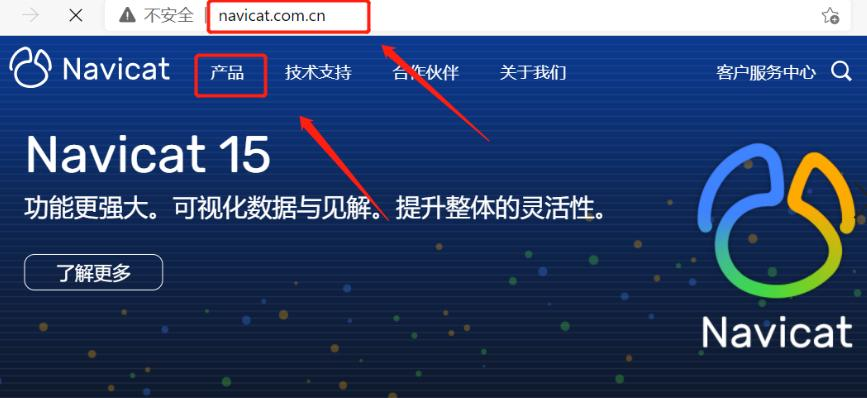 不安全 navicat.com.cn
Navicat 产品 技术支持 合作伙伴 关于我们 客户服务中心
Navicat 15
功能更强大。可视化数据与见解。提升整体的灵活性。
了解更多
Navicat